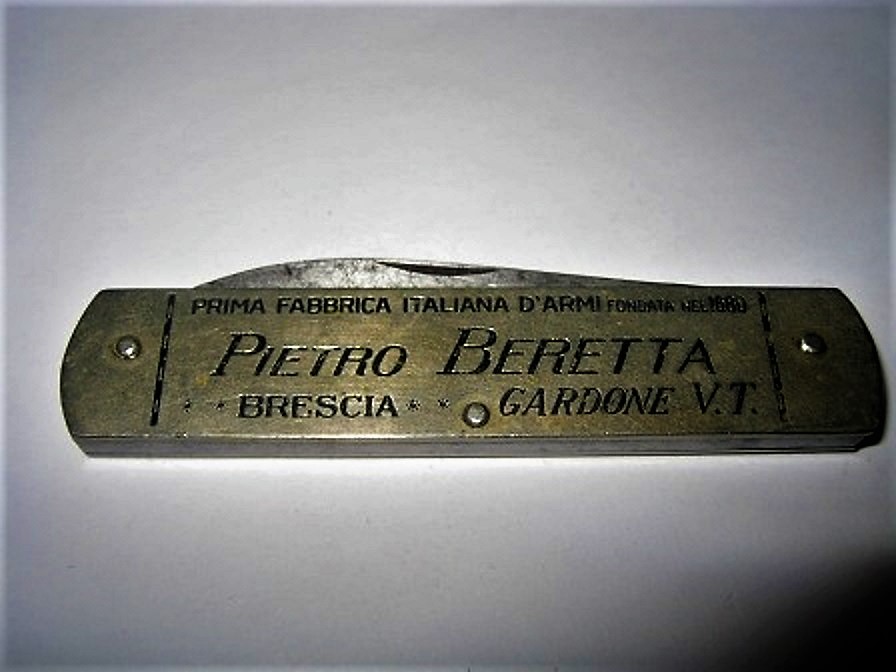 PRIMA FABBRICA ITALIANA D'ARMI FONDATA NEL 1680
PIETRO BERETTA
BRESCIA GARDONE V.T.